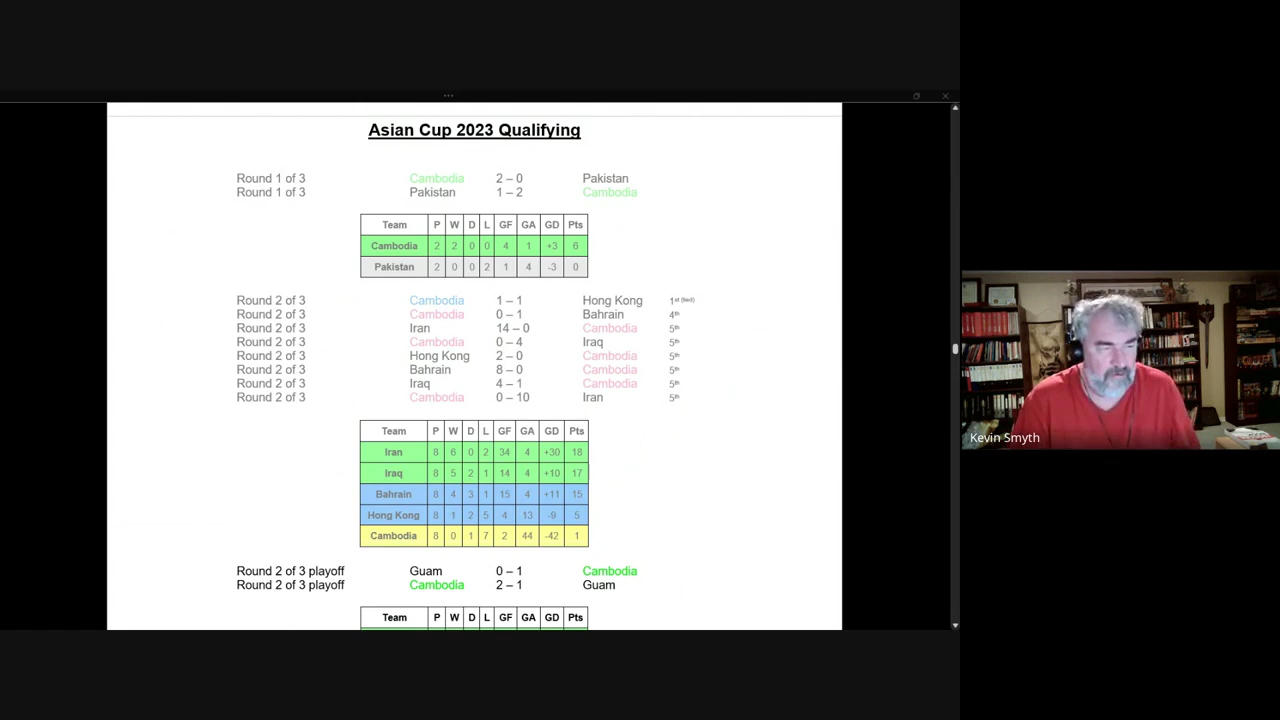 Asian Cup 2023 Qualifying
Round 1 of 3 Cambodia 2 – 0 Pakistan
Round 1 of 3 Pakistan 1 – 2 Cambodia
Team P W D L GF GA GD Pts
Cambodia 2 2 0 0 4 1 +3 6
Pakistan 2 0 0 2 1 4 -3 0
Round 2 of 3 Cambodia 1 – 1 Hong Kong 1st (tied)
Round 2 of 3 Cambodia 0 – 1 Bahrain 4th
Round 2 of 3 Iran 14 – 0 Cambodia 5th
Round 2 of 3 Cambodia 0 – 4 Iraq 5th
Round 2 of 3 Hong Kong 2 – 0 Cambodia 5th
Round 2 of 3 Bahrain 8 – 0 Cambodia 5th
Round 2 of 3 Iraq 4 – 1 Cambodia 5th
Round 2 of 3 Cambodia 0 – 10 Iran 5th
Team P W D L GF GA GD Pts
Iran 8 6 0 2 34 4 +30 18
Iraq 8 5 2 1 14 4 +10 17
Bahrain 8 4 3 1 15 4 +11 15
Hong Kong 8 1 2 5 4 13 -9 5
Cambodia 8 0 1 7 2 44 -42 1
Round 2 of 3 playoff Guam 0 – 1 Cambodia
Round 2 of 3 playoff Cambodia 2 – 1 Guam
Team P W D L GF GA GD Pts
Kevin Smyth